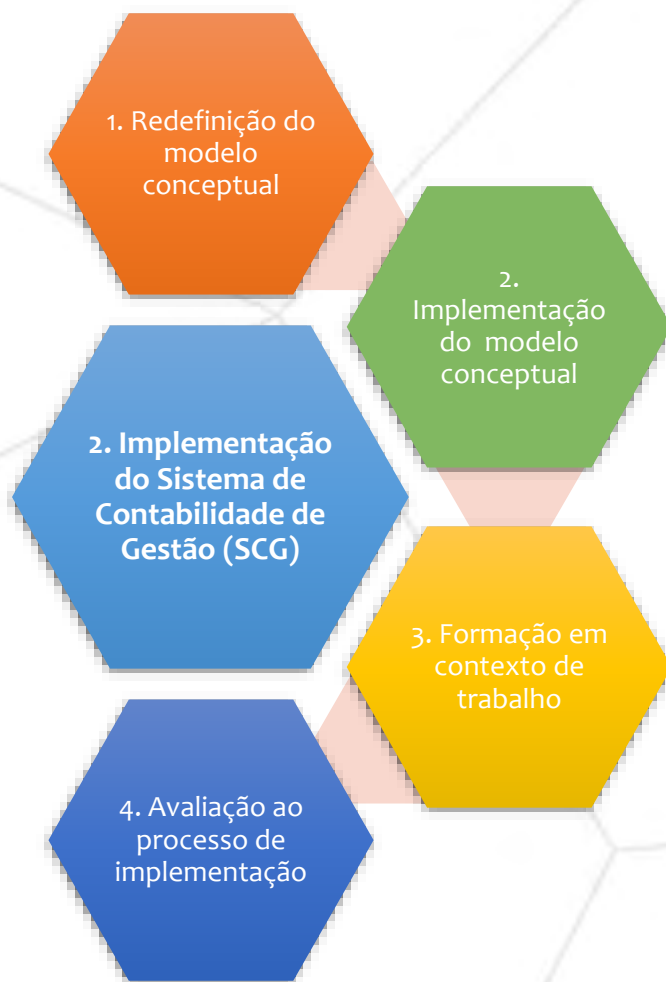 1. Redefinição do
modelo
conceptual
2.
Implementação
do modelo
conceptual
2. Implementação
do Sistema de
Contabilidade de
Gestão (SCG)
3. Formação em
contexto de
trabalho
4. Avaliação ao
processo de
implementação